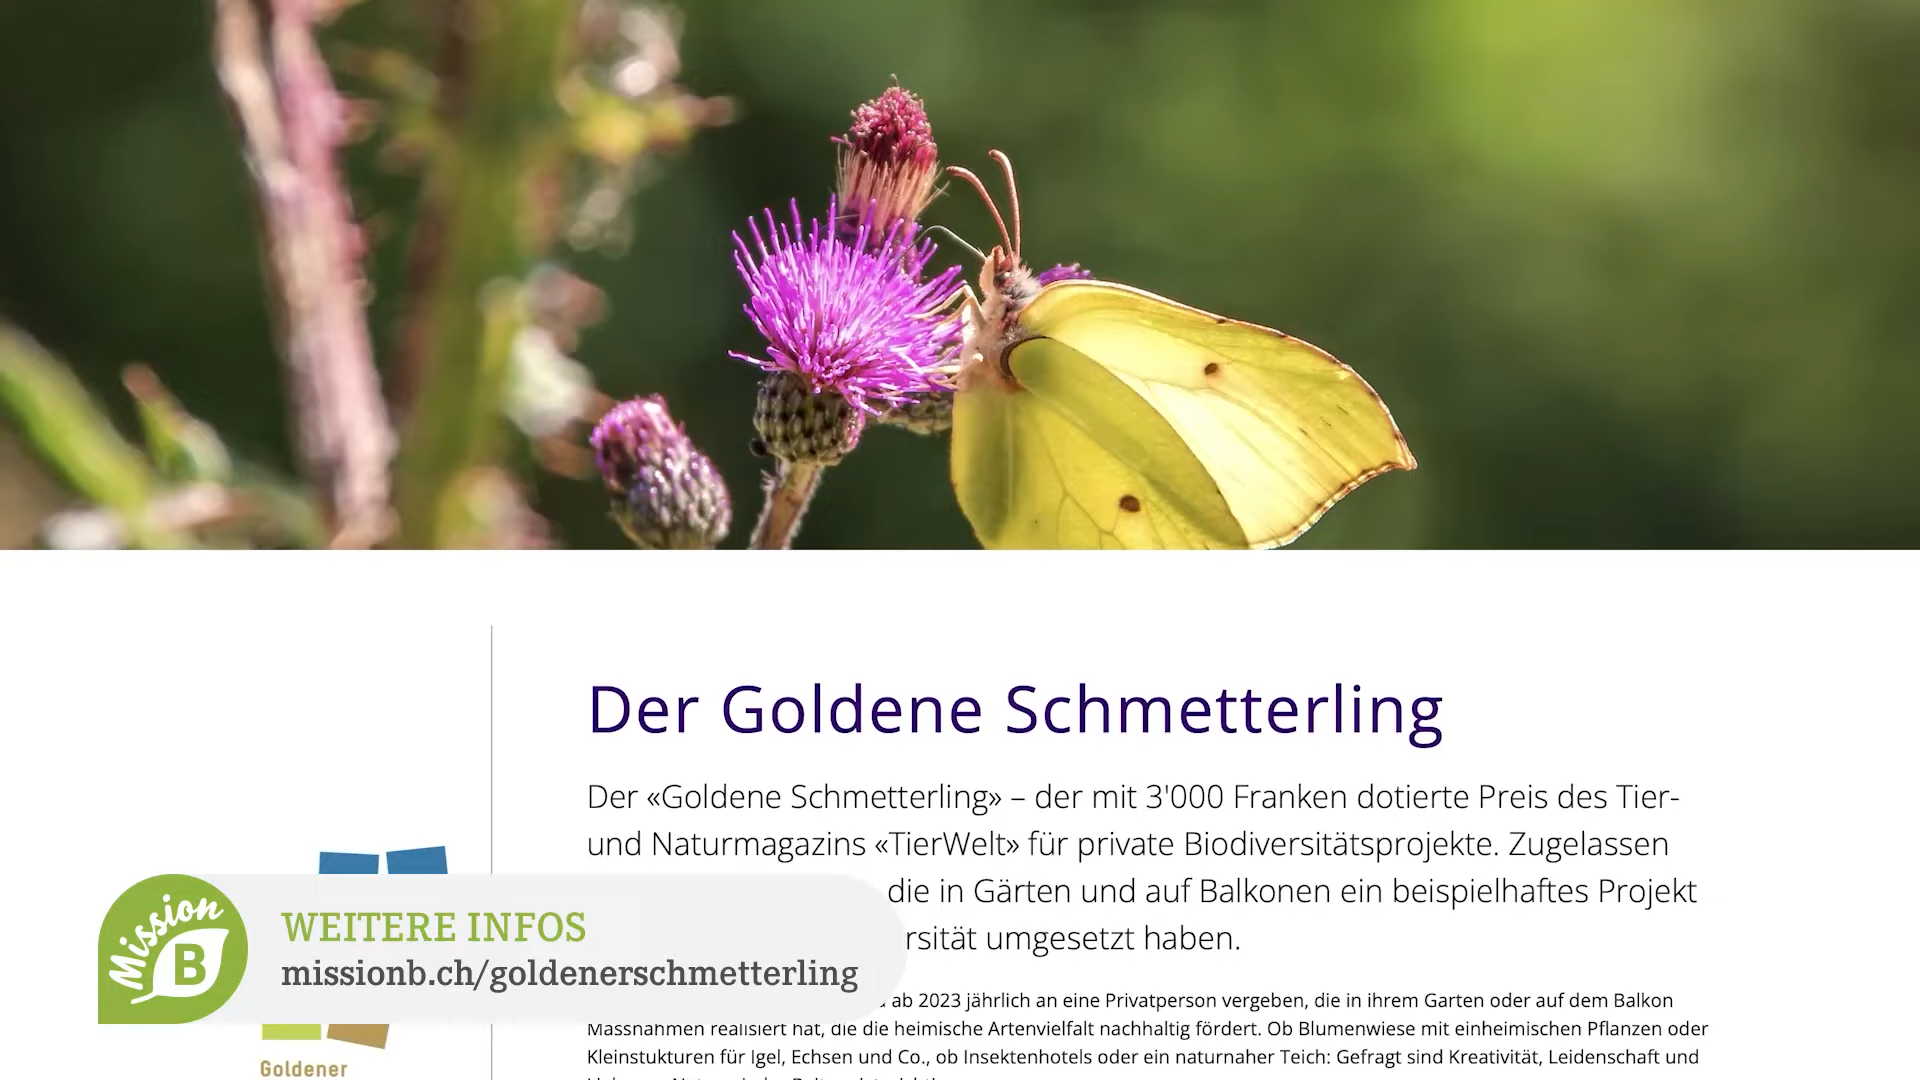 Der Goldene Schmetterling
Der «Goldene Schmetterling» – der mit 3'000 Franken dotierte Preis des Tier-
und Naturmagazins «TierWelt» für private Biodiversitätsprojekte. Zugelassen
die in Gärten und auf Balkonen ein beispielhaftes Projekt
rsität umgesetzt haben.
ab 2023 jährlich an eine Privatperson vergeben, die in ihrem Garten oder auf dem Balkon
Massnahmen realisiert hat, die die heimische Artenvielfalt nachhaltig fördert. Ob Blumenwiese mit einheimischen Pflanzen oder
Kleinstukturen für Igel, Echsen und Co., ob Insektenhotels oder ein naturnaher Teich: Gefragt sind Kreativität, Leidenschaft und
Mission
B
WEITERE INFOS
missionb.ch/goldenerschmetterling
Goldener